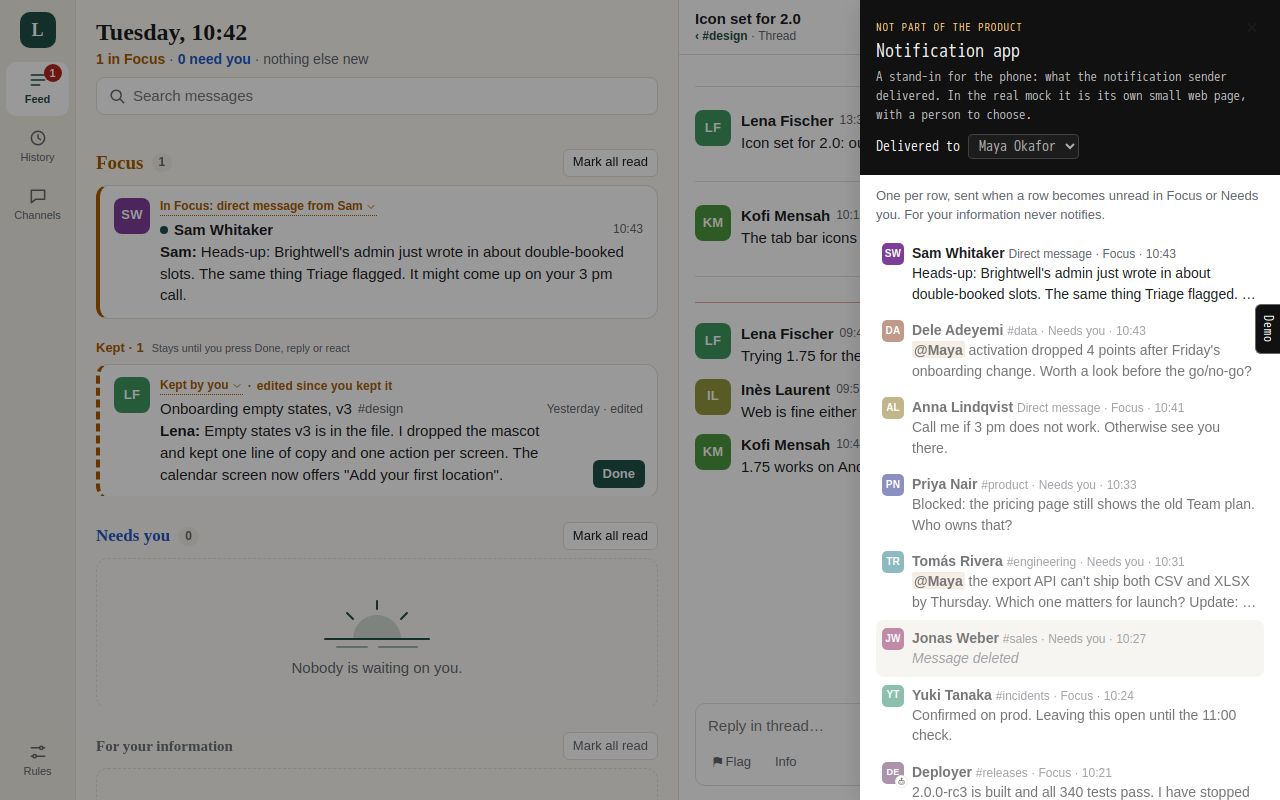 L
Feed
1
History
Channels
Rules
Tuesday, 10:42
1 in Focus · 0 need you · nothing else new
Search messages
Focus 1
Mark all read
SW
In Focus: direct message from Sam
Sam Whitaker 10:43
Sam: Heads-up: Brightwell's admin just wrote in about double-booked
slots. The same thing Triage flagged. It might come up on your 3 pm
call.
Kept · 1 Stays until you press Done, reply or react
LF
Kept by you · edited since you kept it
Onboarding empty states, v3 #design Yesterday · edited
Lena: Empty states v3 is in the file. I dropped the mascot
and kept one line of copy and one action per screen. The
calendar screen now offers "Add your first location".
Done
Needs you 0
Mark all read
Nobody is waiting on you.
For your information
Mark all read
Icon set for 2.0
‹ #design · Thread
LF
Lena Fischer 13:3
Icon set for 2.0: ou
KM
Kofi Mensah 10:1
The tab bar icons
LF
Lena Fischer 09:4
Trying 1.75 for the
IL
Inès Laurent 09:5
Web is fine either
KM
Kofi Mensah 10:4
1.75 works on And
Reply in thread…
Flag
Info
NOT PART OF THE PRODUCT
Notification app
A stand-in for the phone: what the notification sender
delivered. In the real mock it is its own small web page,
with a person to choose.
Delivered to Maya Okafor
One per row, sent when a row becomes unread in Focus or Needs
you. For your information never notifies.
SW
Sam Whitaker Direct message · Focus · 10:43
Heads-up: Brightwell's admin just wrote in about
double-booked slots. The same thing Triage flagged. …
Demo
DA
Dele Adeyemi #data · Needs you · 10:43
@Maya activation dropped 4 points after Friday's
onboarding change. Worth a look before the go/no-go?
AL
Anna Lindqvist Direct message · Focus · 10:41
Call me if 3 pm does not work. Otherwise see you
there.
PN
Priya Nair #product · Needs you · 10:33
Blocked: the pricing page still shows the old Team plan.
Who owns that?
TR
Tomás Rivera #engineering · Needs you · 10:31
@Maya the export API can't ship both CSV and XLSX
by Thursday. Which one matters for launch? Update: …
JW
Jonas Weber #sales · Needs you · 10:27
Message deleted
YT
Yuki Tanaka #incidents · Focus · 10:24
Confirmed on prod. Leaving this open until the 11:00
check.
DE
Deployer #releases · Focus · 10:21
2.0.0-rc3 is built and all 340 tests pass. I have stopped